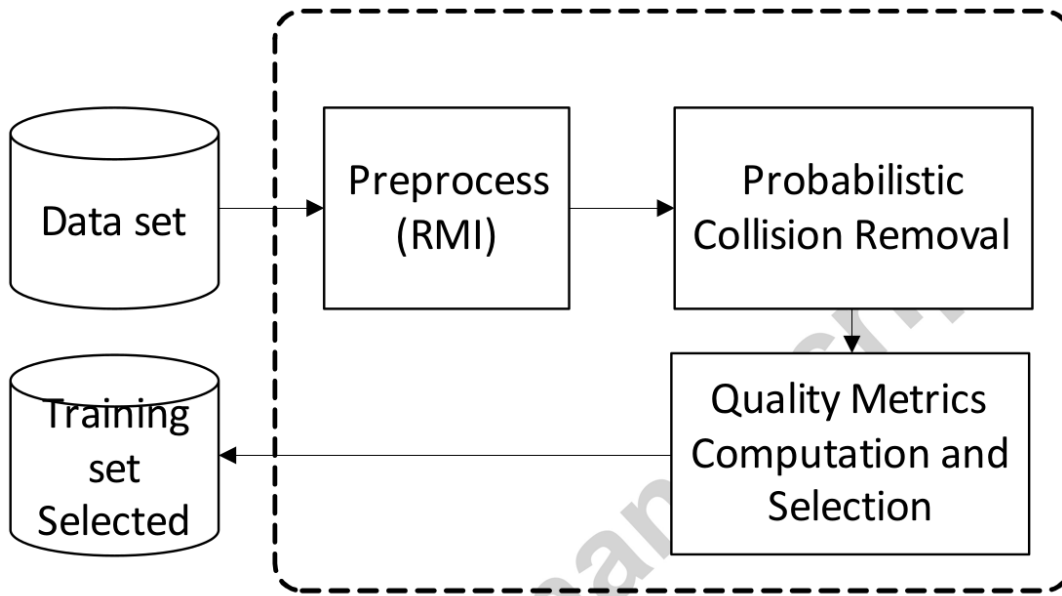 Data set
Preprocess
(RMI)
Probabilistic
Collision Removal
Quality Metrics
Computation and
Selection
Training
set
Selected